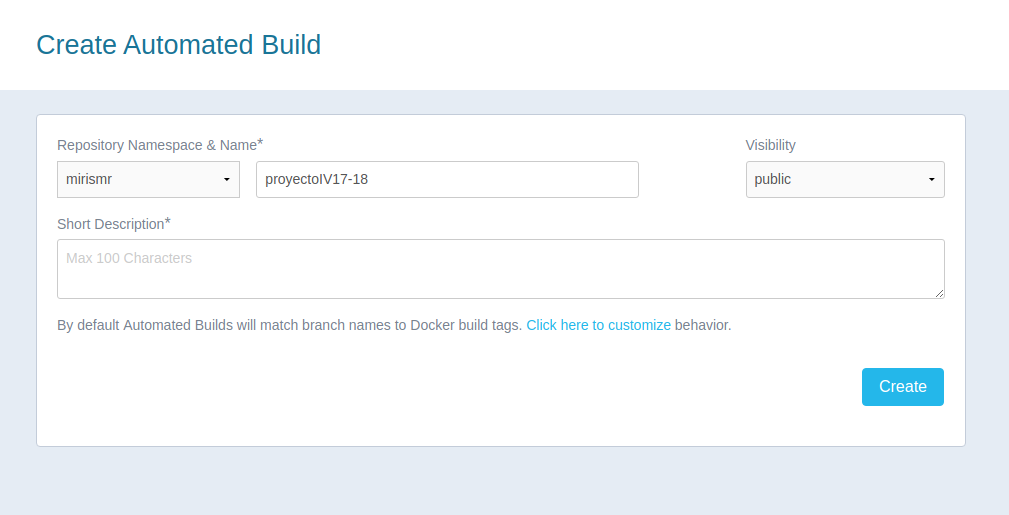 Create Automated Build
Repository Namespace & Name* Visibility
mirismr proyectoIV17-18 public
Short Description*
Max 100 Characters
By default Automated Builds will match branch names to Docker build tags. Click here to customize behavior.
Create